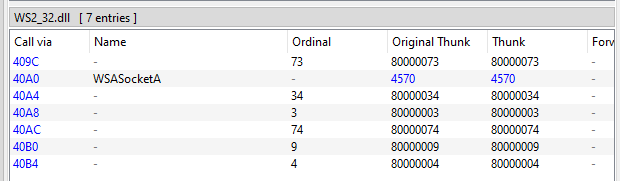 WS2_32.dll [ 7 entries ]
Call via Name Ordinal Original Thunk Thunk Forw
409C - 73 80000073 80000073 -
40A0 WSASocketA - 4570 4570 -
40A4 - 34 80000034 80000034 -
40A8 - 3 80000003 80000003 -
40AC - 74 80000074 80000074 -
40B0 - 9 80000009 80000009 -
40B4 - 4 80000004 80000004 -